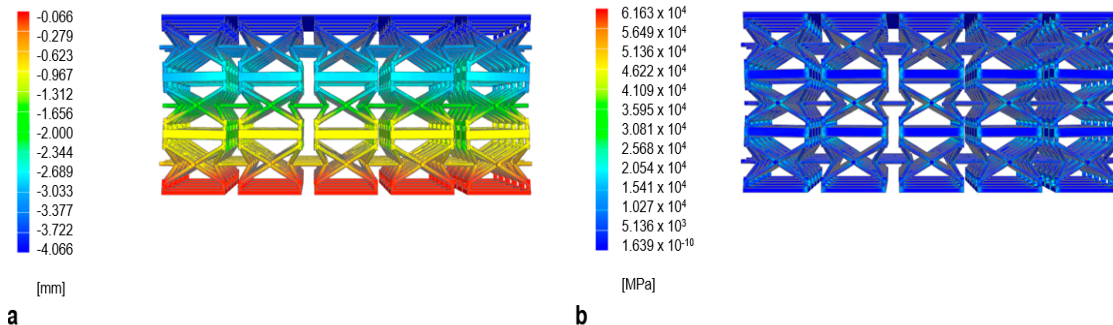 -0.066
-0.279
-0.623
-0.967
-1.312
-1.656
-2.000
-2.344
-2.689
-3.033
-3.377
-3.722
-4.066
[mm]
a
6.163 x 10⁴
5.649 x 10⁴
5.136 x 10⁴
4.622 x 10⁴
4.109 x 10⁴
3.595 x 10⁴
3.081 x 10⁴
2.568 x 10⁴
2.054 x 10⁴
1.541 x 10⁴
1.027 x 10⁴
5.136 x 10³
1.639 x 10⁻¹⁰
[MPa]
b